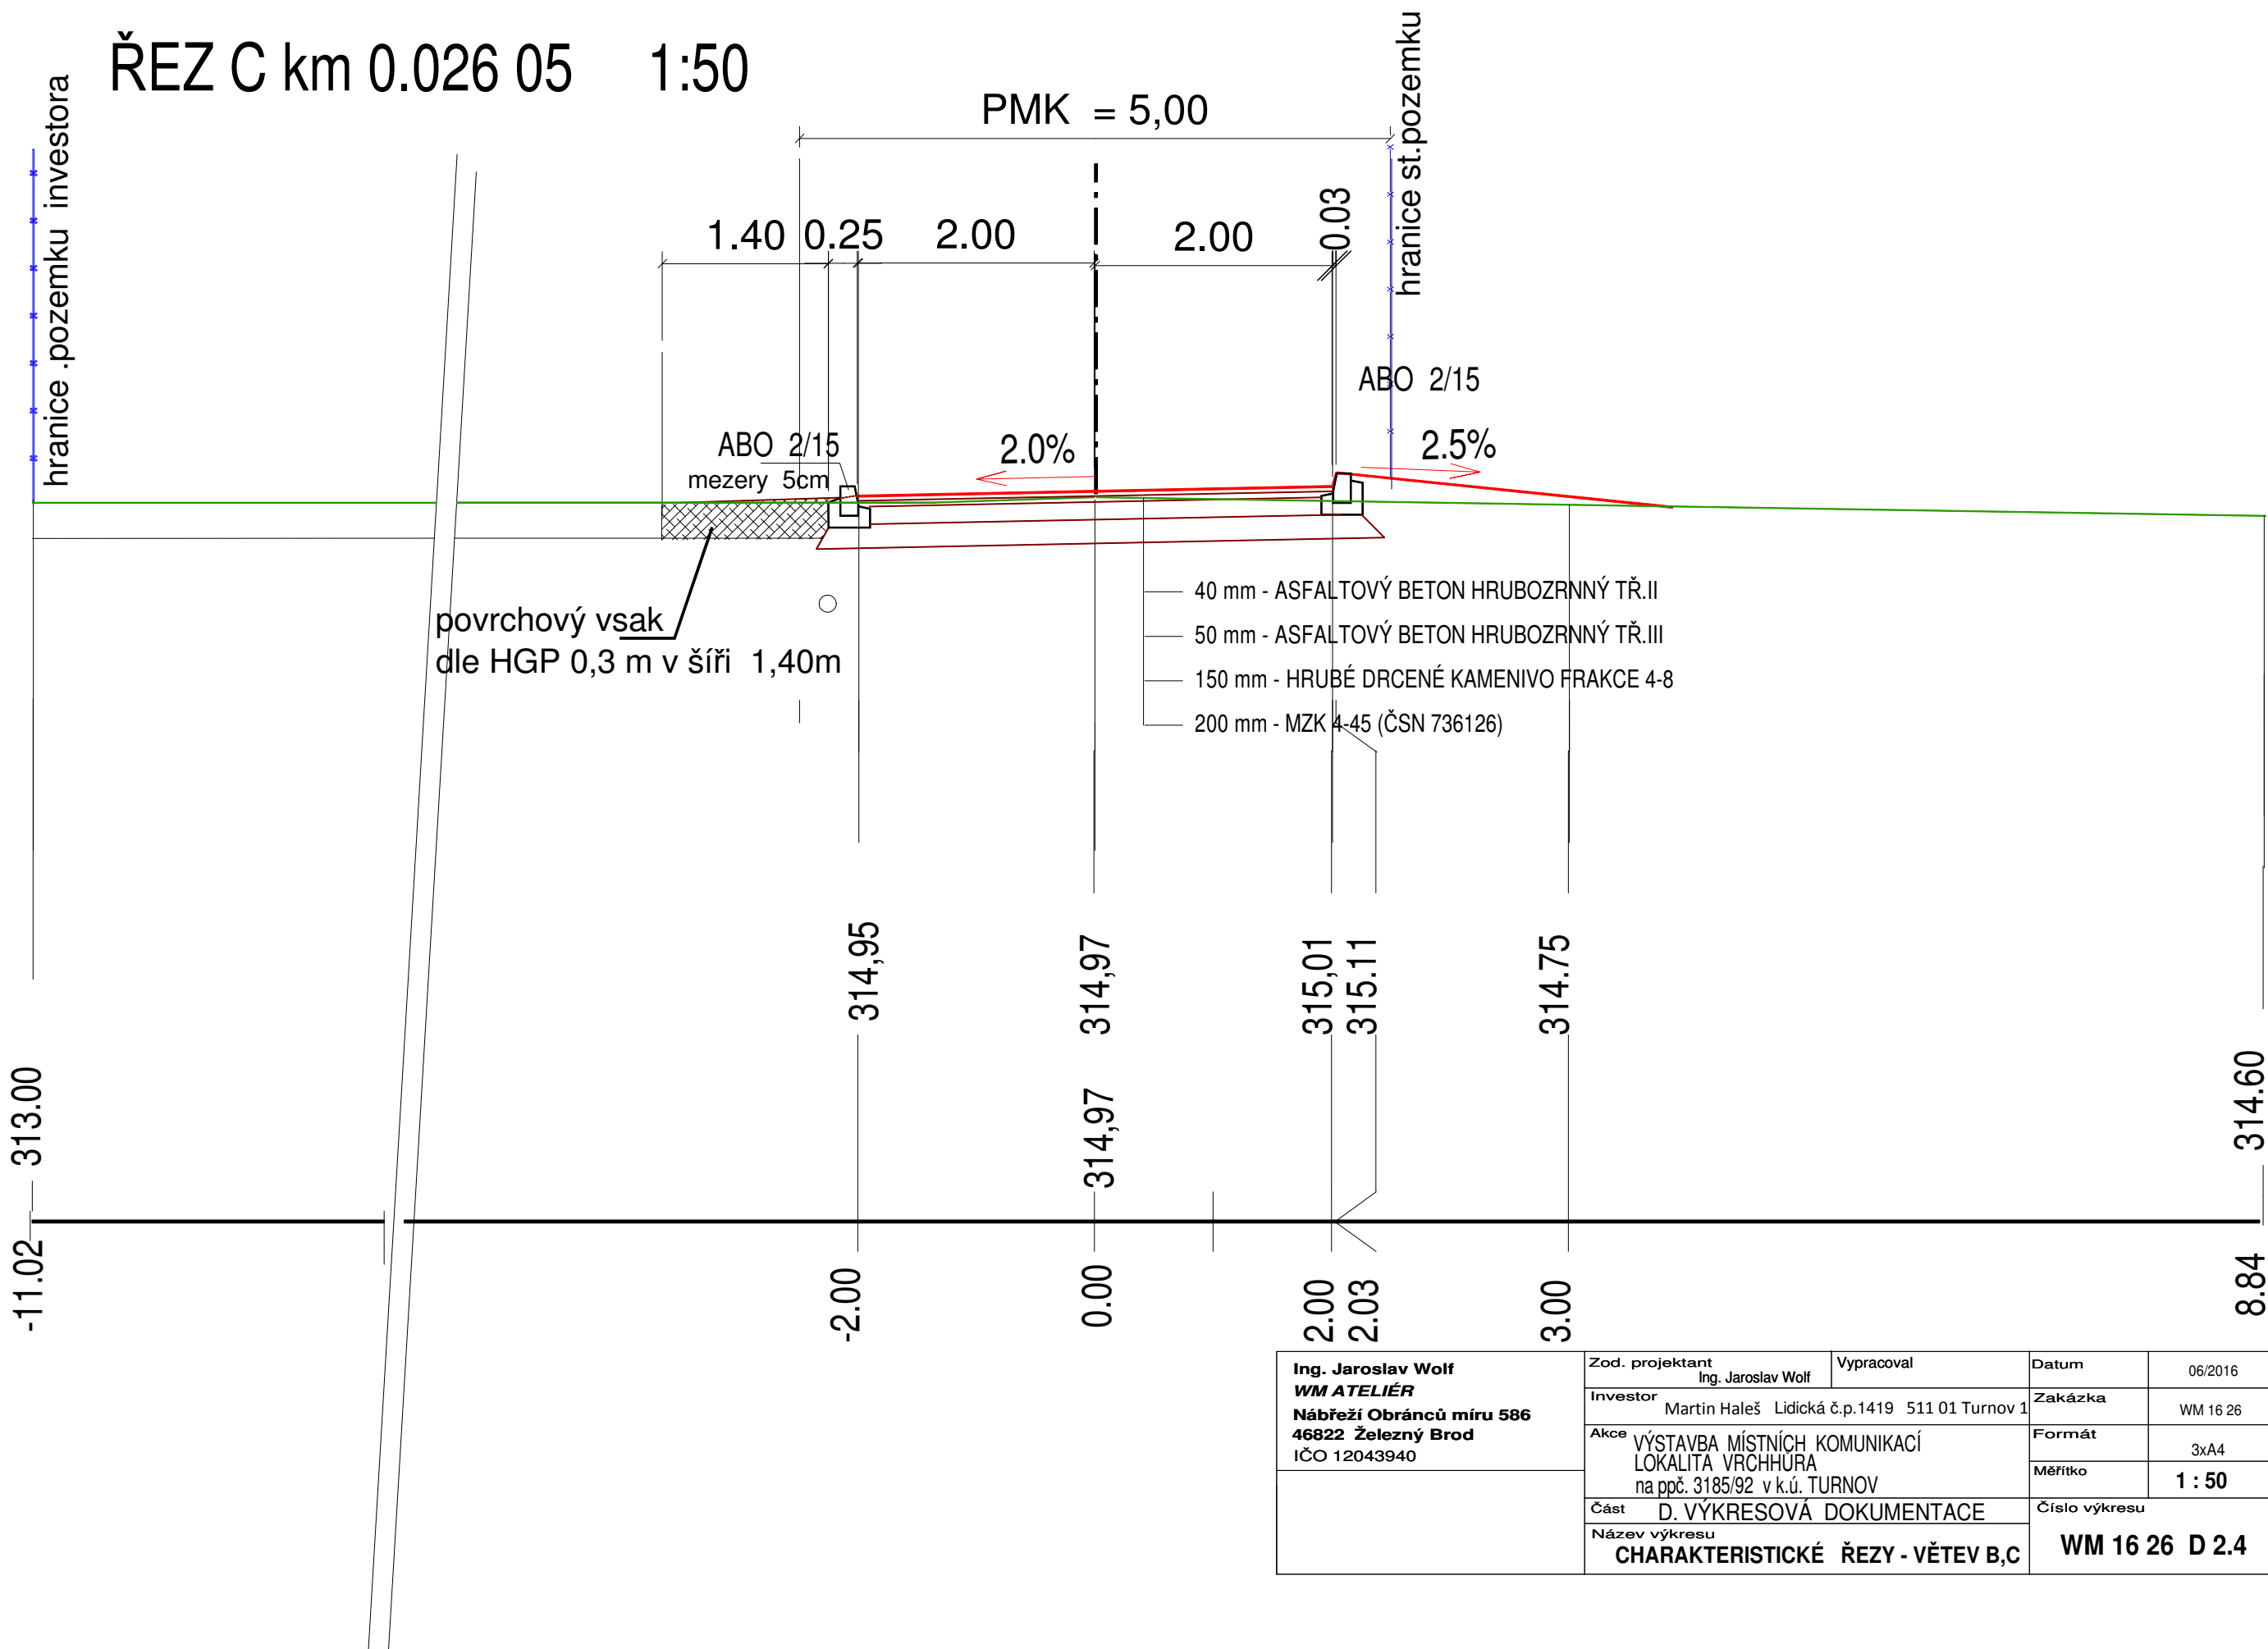 ŘEZ C km 0.026 05 1:50
hranice .pozemku investora
PMK = 5,00
hranice st.pozemku
1.40 0.25 2.00 2.00 0.03
ABO 2/15
ABO 2/15
mezery 5cm
2.0%
2.5%
povrchový vsak
dle HGP 0,3 m v šíři 1,40m
40 mm - ASFALTOVÝ BETON HRUBOZRNNÝ TŘ.II
50 mm - ASFALTOVÝ BETON HRUBOZRNNÝ TŘ.III
150 mm - HRUBÉ DRCENÉ KAMENIVO FRAKCE 4-8
200 mm - MZK 4-45 (ČSN 736126)
314,95
314,97
315,01
315.11
314.75
313.00
314,97
314.60
-11.02
-2.00
0.00
2.00
2.03
3.00
8.84
Ing. Jaroslav Wolf
WM ATELIÉR
Nábřeží Obránců míru 586
46822 Železný Brod
IČO 12043940
Zod. projektant
Ing. Jaroslav Wolf
Vypracoval
Datum
06/2016
Investor
Martin Haleš Lidická č.p.1419 511 01 Turnov 1
Zakázka
WM 16 26
Akce
VÝSTAVBA MÍSTNÍCH KOMUNIKACÍ
LOKALITA VRCHHŮRA
na ppč. 3185/92 v k.ú. TURNOV
Formát
3xA4
Měřítko
1 : 50
Část
D. VÝKRESOVÁ DOKUMENTACE
Číslo výkresu
WM 16 26 D 2.4
Název výkresu
CHARAKTERISTICKÉ ŘEZY - VĚTEV B,C